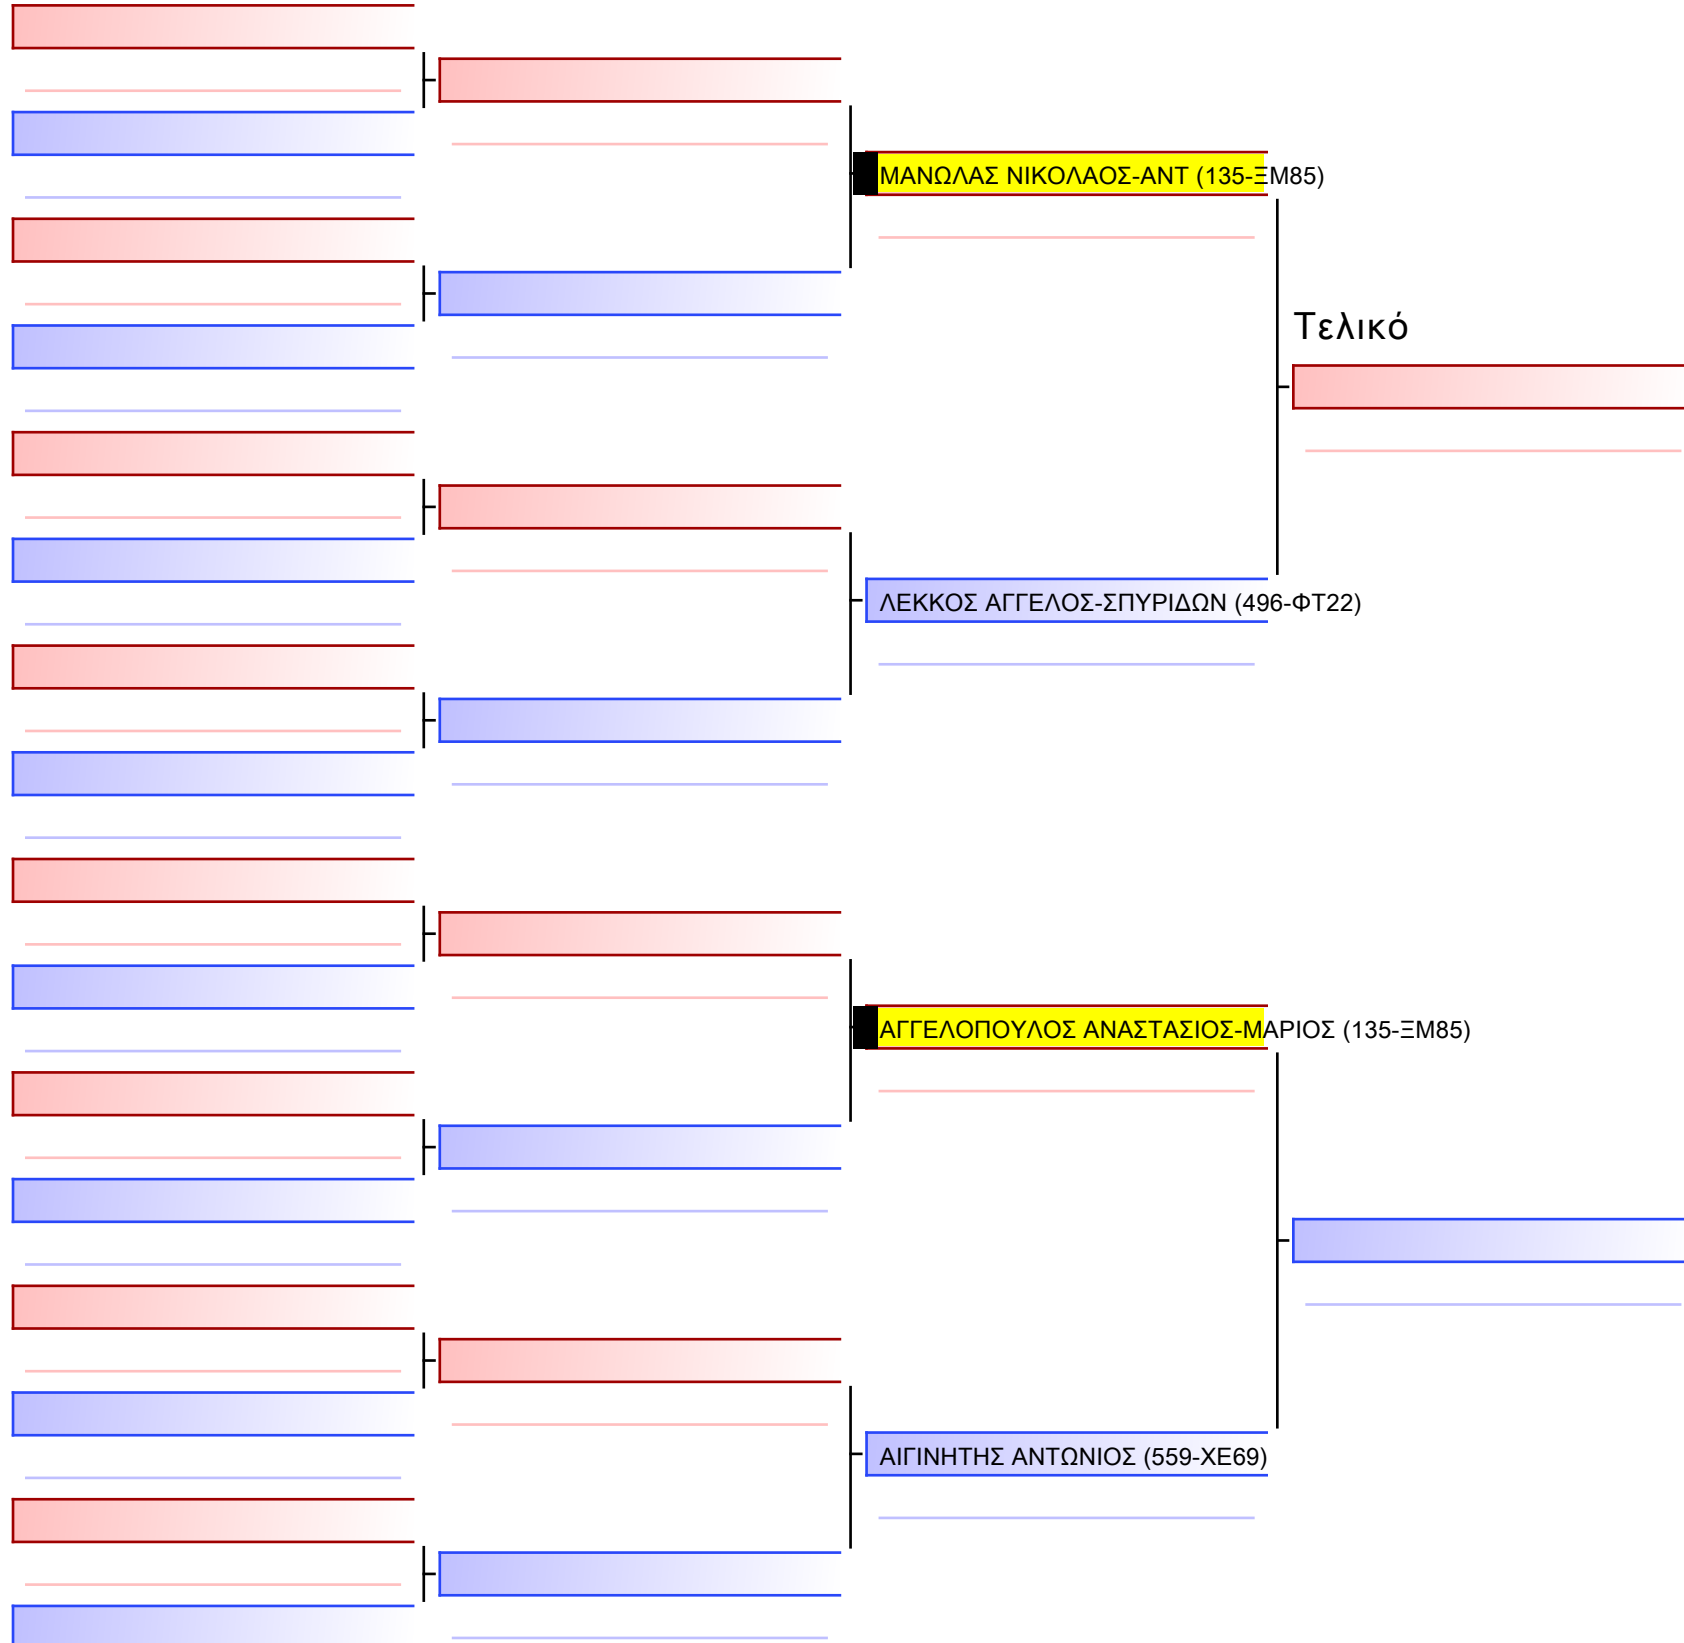 ΜΑΝΩΛΑΣ ΝΙΚΟΛΑΟΣ-ΑΝΤ (135-ΞΜ85)
Τελικό
ΛΕΚΚΟΣ ΑΓΓΕΛΟΣ-ΣΠΥΡΙΔΩΝ (496-ΦΤ22)
ΑΓΓΕΛΟΠΟΥΛΟΣ ΑΝΑΣΤΑΣΙΟΣ-ΜΑΡΙΟΣ (135-ΞΜ85)
ΑΙΓΙΝΗΤΗΣ ΑΝΤΩΝΙΟΣ (559-ΧΕ69)